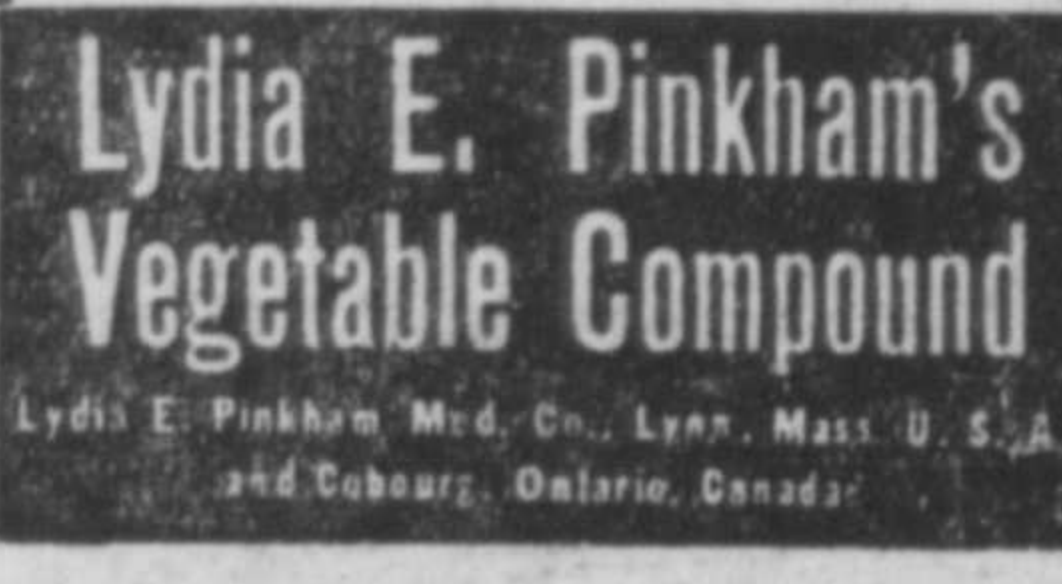 Lydia E. Pinkham's
Vegetable Compound
Lydia E. Pinkham Med. Co., Lynn, Mass. U. S. A
and Cobourg, Ontario, Canada